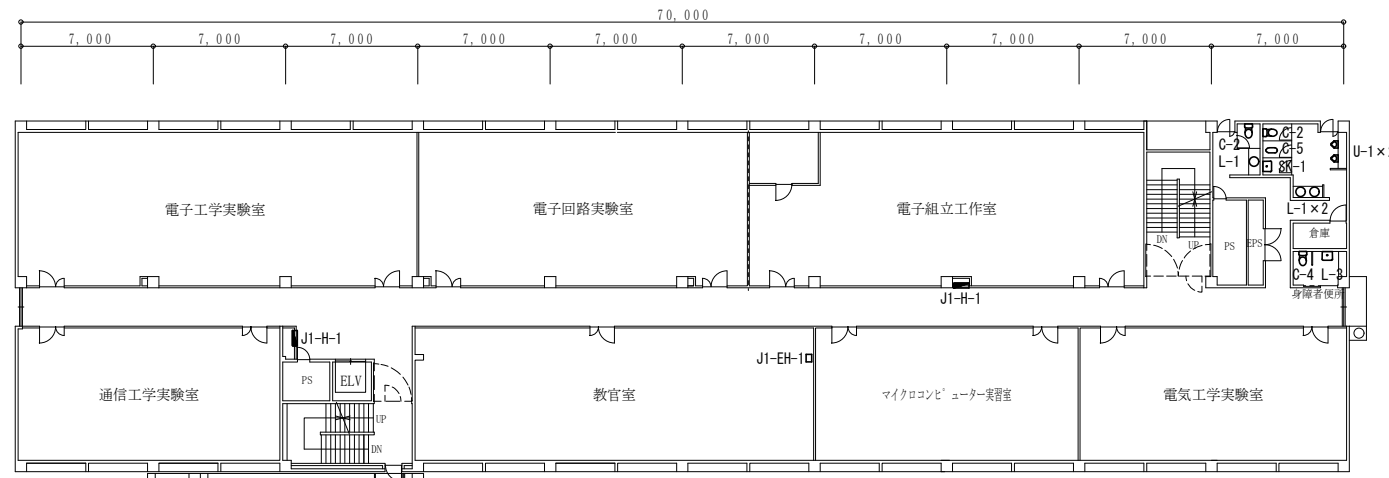 70,000
7,000 7,000 7,000 7,000 7,000 7,000 7,000 7,000 7,000 7,000
C-2 C-2
C-5
L-1 SK-1
U-1×
L-1×2
電子工学実験室 電子回路実験室 電子組立工作室
倉庫
DN UP PS EPS
C-4 L-3
身障者便所
J1-H-1
J1-H-1
J1-EH-1
PS ELV
通信工学実験室 教官室 マイクロコンピューター実習室 電気工学実験室
UP
DN